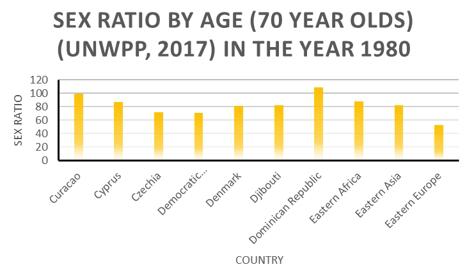 SEX RATIO BY AGE (70 YEAR OLDS)
(UNWPP, 2017) IN THE YEAR 1980
SEX RATIO
120
100
80
60
40
20
0
Curacao
Cyprus
Czechia
Democratic...
Denmark
Djibouti
Dominican Republic
Eastern Africa
Eastern Asia
Eastern Europe
COUNTRY